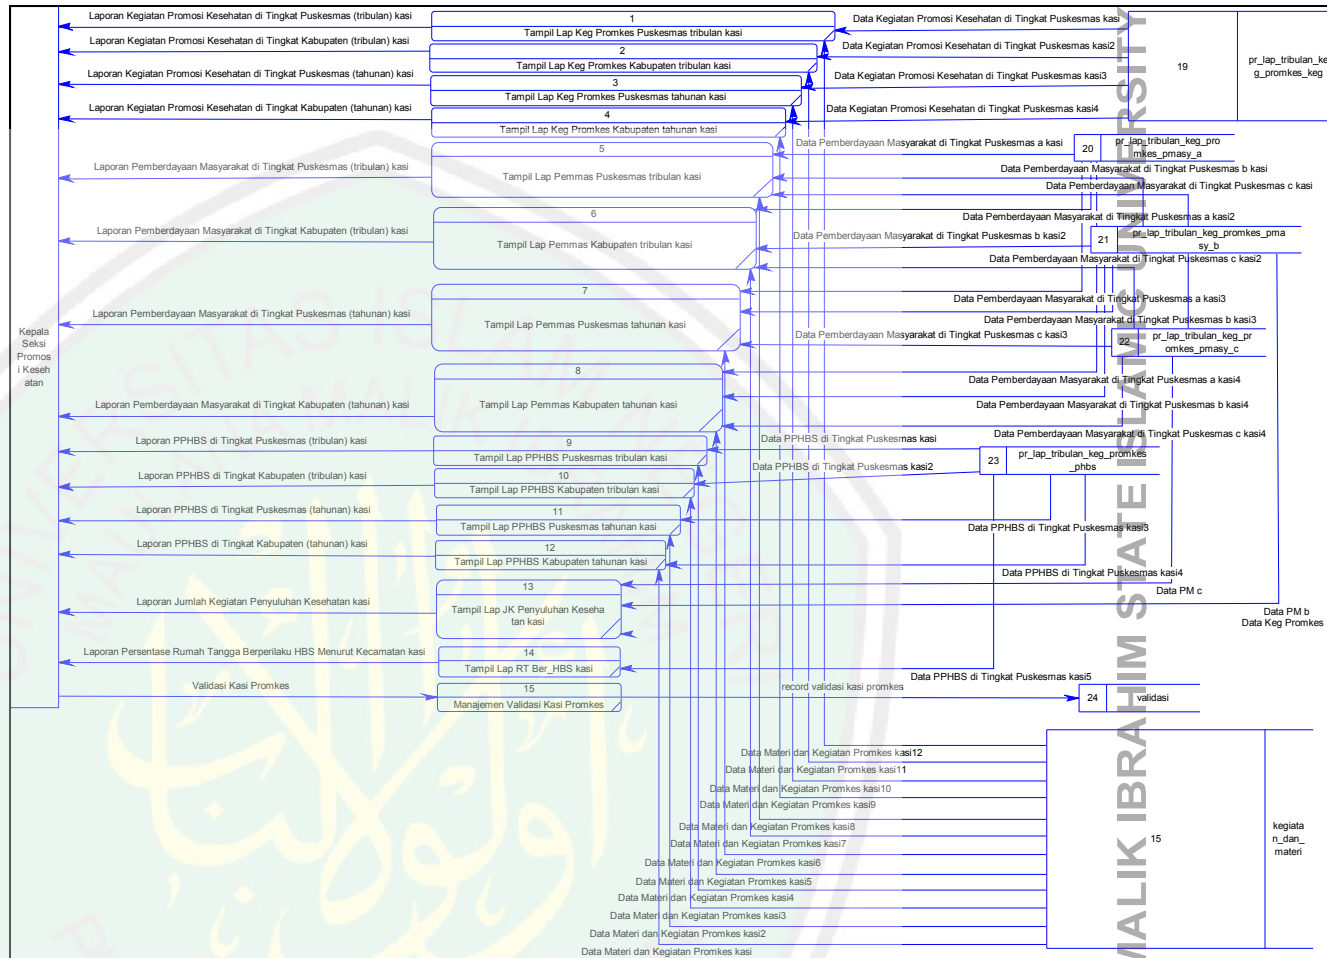 Laporan Kegiatan Promosi Kesehatan di Tingkat Puskesmas (tribulan) kasi
1
Tampil Lap Keg Promkes Puskesmas tribulan kasi
Data Kegiatan Promosi Kesehatan di Tingkat Puskesmas kasi
Laporan Kegiatan Promosi Kesehatan di Tingkat Kabupaten (tribulan) kasi
2
Tampil Lap Keg Promkes Kabupaten tribulan kasi
Data Kegiatan Promosi Kesehatan di Tingkat Puskesmas kasi2
19
pr_lap_tribulan_ke
g_promkes_keg
Laporan Kegiatan Promosi Kesehatan di Tingkat Puskesmas (tahunan) kasi
3
Tampil Lap Keg Promkes Puskesmas tahunan kasi
Data Kegiatan Promosi Kesehatan di Tingkat Puskesmas kasi3
Laporan Kegiatan Promosi Kesehatan di Tingkat Kabupaten (tahunan) kasi
4
Tampil Lap Keg Promkes Kabupaten tahunan kasi
Data Kegiatan Promosi Kesehatan di Tingkat Puskesmas kasi4
Laporan Pemberdayaan Masyarakat di Tingkat Puskesmas (tribulan) kasi
5
Tampil Lap Pemmas Puskesmas tribulan kasi
Data Pemberdayaan Masyarakat di Tingkat Puskesmas a kasi
20
pr_lap_tribulan_keg_pro
mkes_pmasy_a
Data Pemberdayaan Masyarakat di Tingkat Puskesmas b kasi
Data Pemberdayaan Masyarakat di Tingkat Puskesmas c kasi
Laporan Pemberdayaan Masyarakat di Tingkat Kabupaten (tribulan) kasi
6
Tampil Lap Pemmas Kabupaten tribulan kasi
Data Pemberdayaan Masyarakat di Tingkat Puskesmas a kasi2
Data Pemberdayaan Masyarakat di Tingkat Puskesmas b kasi2
21
pr_lap_tribulan_keg_promkes_pma
sy_b
Data Pemberdayaan Masyarakat di Tingkat Puskesmas c kasi2
Laporan Pemberdayaan Masyarakat di Tingkat Puskesmas (tahunan) kasi
7
Tampil Lap Pemmas Puskesmas tahunan kasi
Data Pemberdayaan Masyarakat di Tingkat Puskesmas a kasi3
Data Pemberdayaan Masyarakat di Tingkat Puskesmas b kasi3
Data Pemberdayaan Masyarakat di Tingkat Puskesmas c kasi3
22
pr_lap_tribulan_keg_pr
omkes_pmasy_c
Kepala
Seksi
Promos
i Keseh
atan
Laporan Pemberdayaan Masyarakat di Tingkat Kabupaten (tahunan) kasi
8
Tampil Lap Pemmas Kabupaten tahunan kasi
Data Pemberdayaan Masyarakat di Tingkat Puskesmas a kasi4
Data Pemberdayaan Masyarakat di Tingkat Puskesmas b kasi4
Data Pemberdayaan Masyarakat di Tingkat Puskesmas c kasi4
Laporan PPHBS di Tingkat Puskesmas (tribulan) kasi
9
Tampil Lap PPHBS Puskesmas tribulan kasi
Data PPHBS di Tingkat Puskesmas kasi
23
pr_lap_tribulan_keg_promkes
_phbs
Laporan PPHBS di Tingkat Kabupaten (tribulan) kasi
10
Tampil Lap PPHBS Kabupaten tribulan kasi
Data PPHBS di Tingkat Puskesmas kasi2
Laporan PPHBS di Tingkat Puskesmas (tahunan) kasi
11
Tampil Lap PPHBS Puskesmas tahunan kasi
Data PPHBS di Tingkat Puskesmas kasi3
Laporan PPHBS di Tingkat Kabupaten (tahunan) kasi
12
Tampil Lap PPHBS Kabupaten tahunan kasi
Data PPHBS di Tingkat Puskesmas kasi4
Laporan Jumlah Kegiatan Penyuluhan Kesehatan kasi
13
Tampil Lap JK Penyuluhan Keseha
tan kasi
Data PM c
Data PM b
Data Keg Promkes
Laporan Persentase Rumah Tangga Berperilaku HBS Menurut Kecamatan kasi
14
Tampil Lap RT Ber_HBS kasi
Data PPHBS di Tingkat Puskesmas kasi5
Validasi Kasi Promkes
15
Manajemen Validasi Kasi Promkes
record validasi kasi promkes
24
validasi
Data Materi dan Kegiatan Promkes kasi12
Data Materi dan Kegiatan Promkes kasi11
Data Materi dan Kegiatan Promkes kasi10
Data Materi dan Kegiatan Promkes kasi9
Data Materi dan Kegiatan Promkes kasi8
Data Materi dan Kegiatan Promkes kasi7
Data Materi dan Kegiatan Promkes kasi6
Data Materi dan Kegiatan Promkes kasi5
Data Materi dan Kegiatan Promkes kasi4
Data Materi dan Kegiatan Promkes kasi3
Data Materi dan Kegiatan Promkes kasi2
Data Materi dan Kegiatan Promkes kasi
15
kegiata
n_dan_
materi
MALIK IBRAHIM STATE ISLAMIC UNIVERSITY